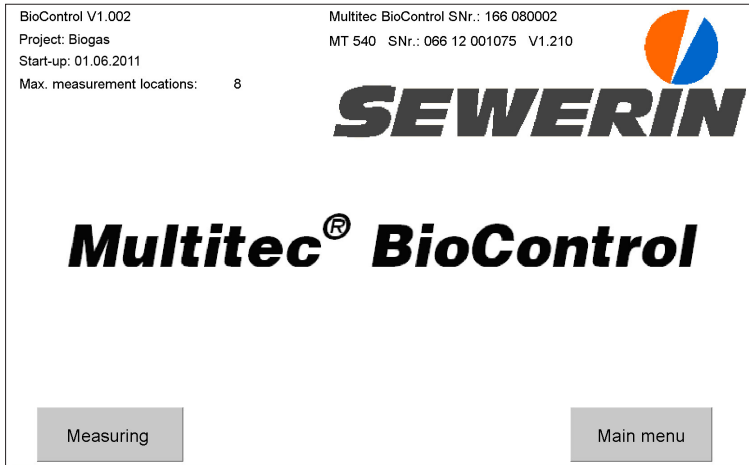 BioControl V1.002
Project: Biogas
Start-up: 01.06.2011
Max. measurement locations: 8
Multitec BioControl SNr.: 166 080002
MT 540 SNr.: 066 12 001075 V1.210
SEWERIN
Multitec® BioControl
Measuring
Main menu